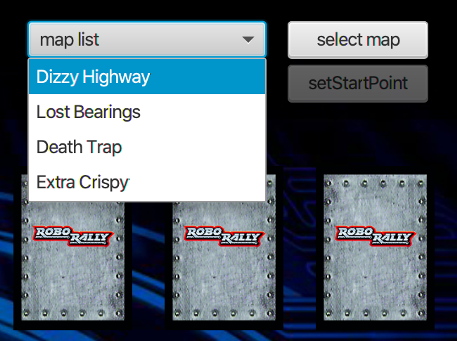 map list
select map
Dizzy Highway
setStartPoint
Lost Bearings
Death Trap
Extra Crispy
ROBO RALLY
ROBO RALLY
ROBO RALLY